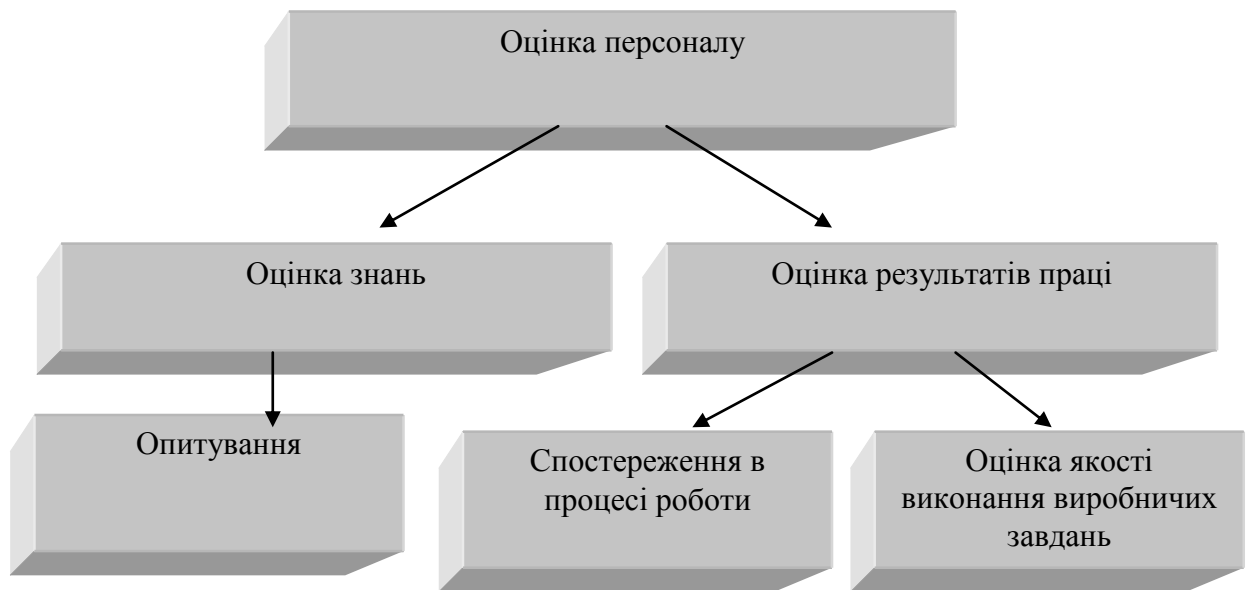 Оцінка персоналу
Оцінка знань
Оцінка результатів праці
Опитування
Спостереження в
процесі роботи
Оцінка якості
виконання виробничих
завдань